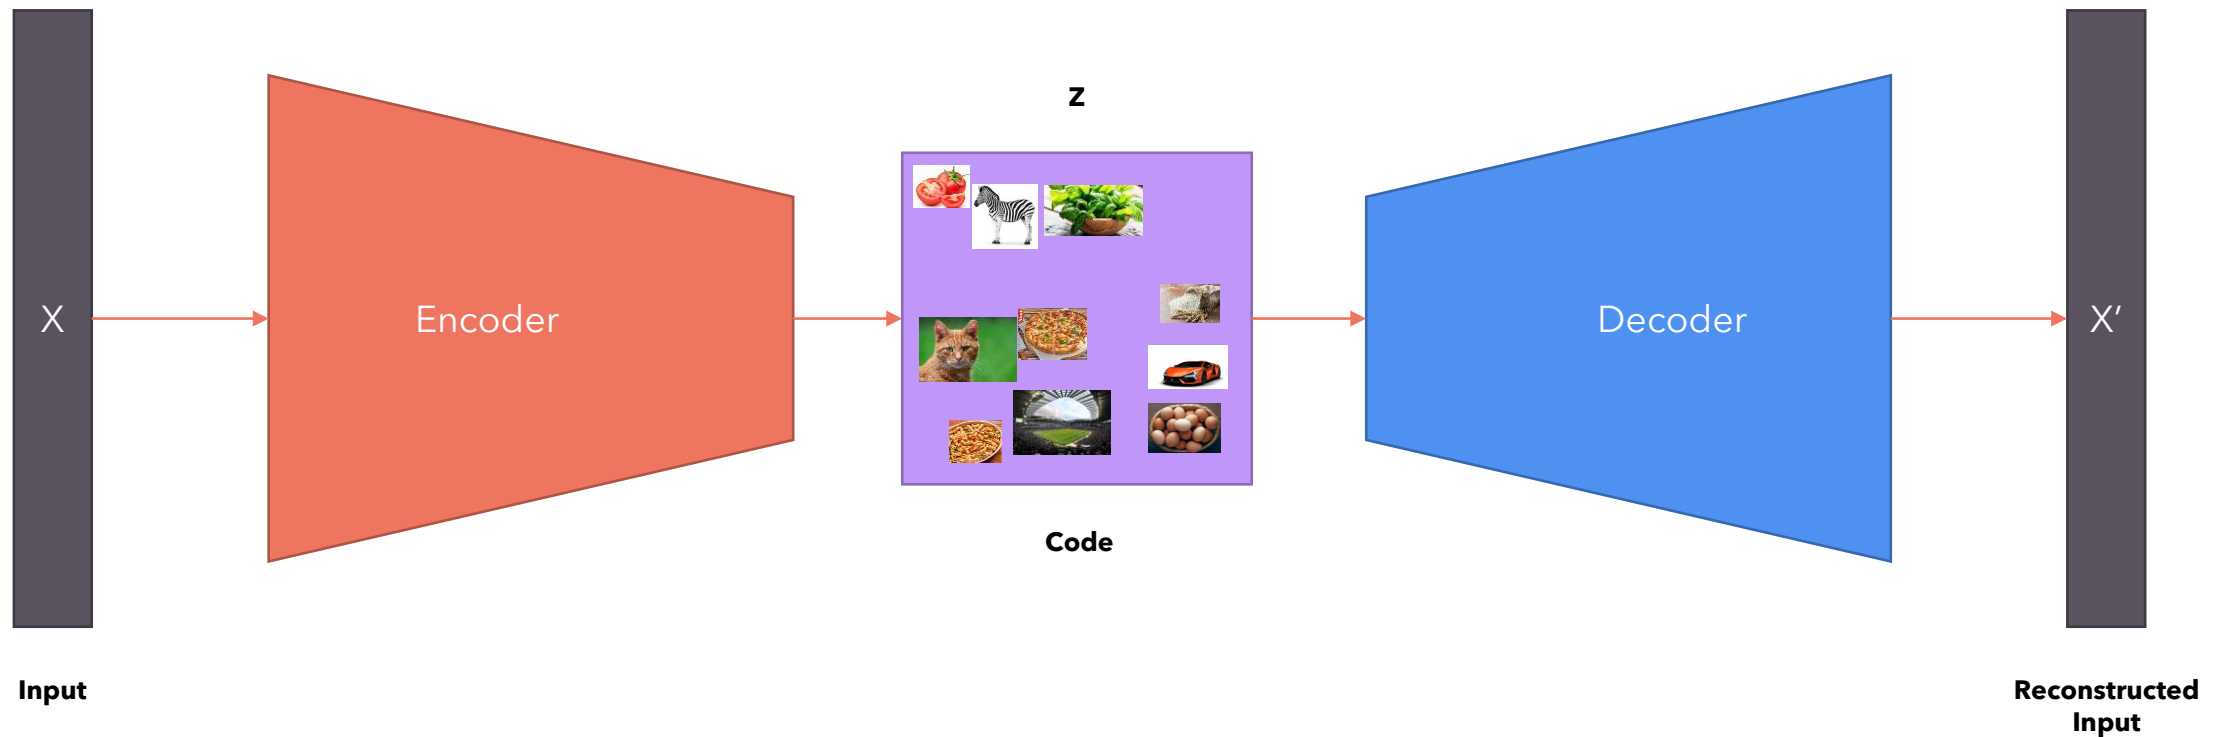 Z
X
Encoder
Decoder
X’
Code
Input
Reconstructed
Input